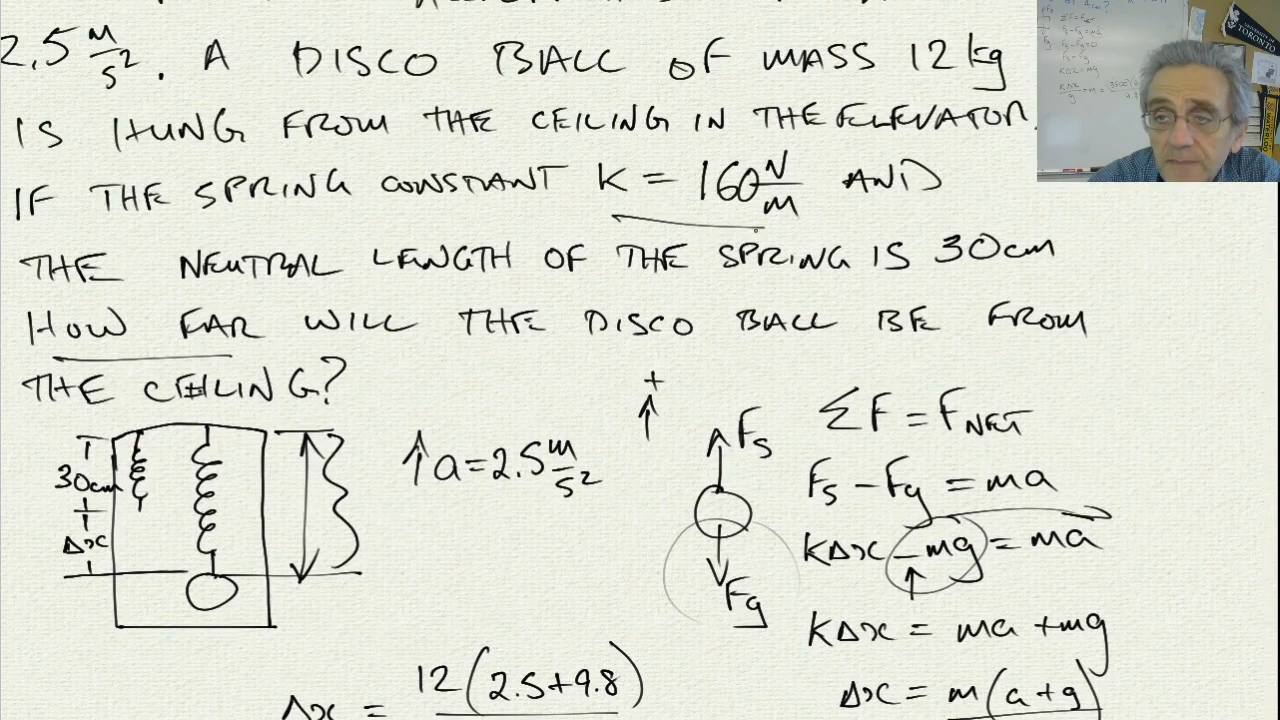 2.5 m/s². A DISCO BALL OF MASS 12 kg
IS HUNG FROM THE CEILING IN THE ELEVATOR.
IF THE SPRING CONSTANT K = 160 N/m AND
THE NEUTRAL LENGTH OF THE SPRING IS 30cm
HOW FAR WILL THE DISCO BALL BE FROM
THE CEILING?
30cm
Δx
↑ a = 2.5 m/s²
+
Fs
Fg
ΣF = FNET
Fs - Fg = ma
KΔx - mg = ma
KΔx = ma + mg
Δx = m(a+g)
Δx = 12(2.5+9.8)
TORONTO